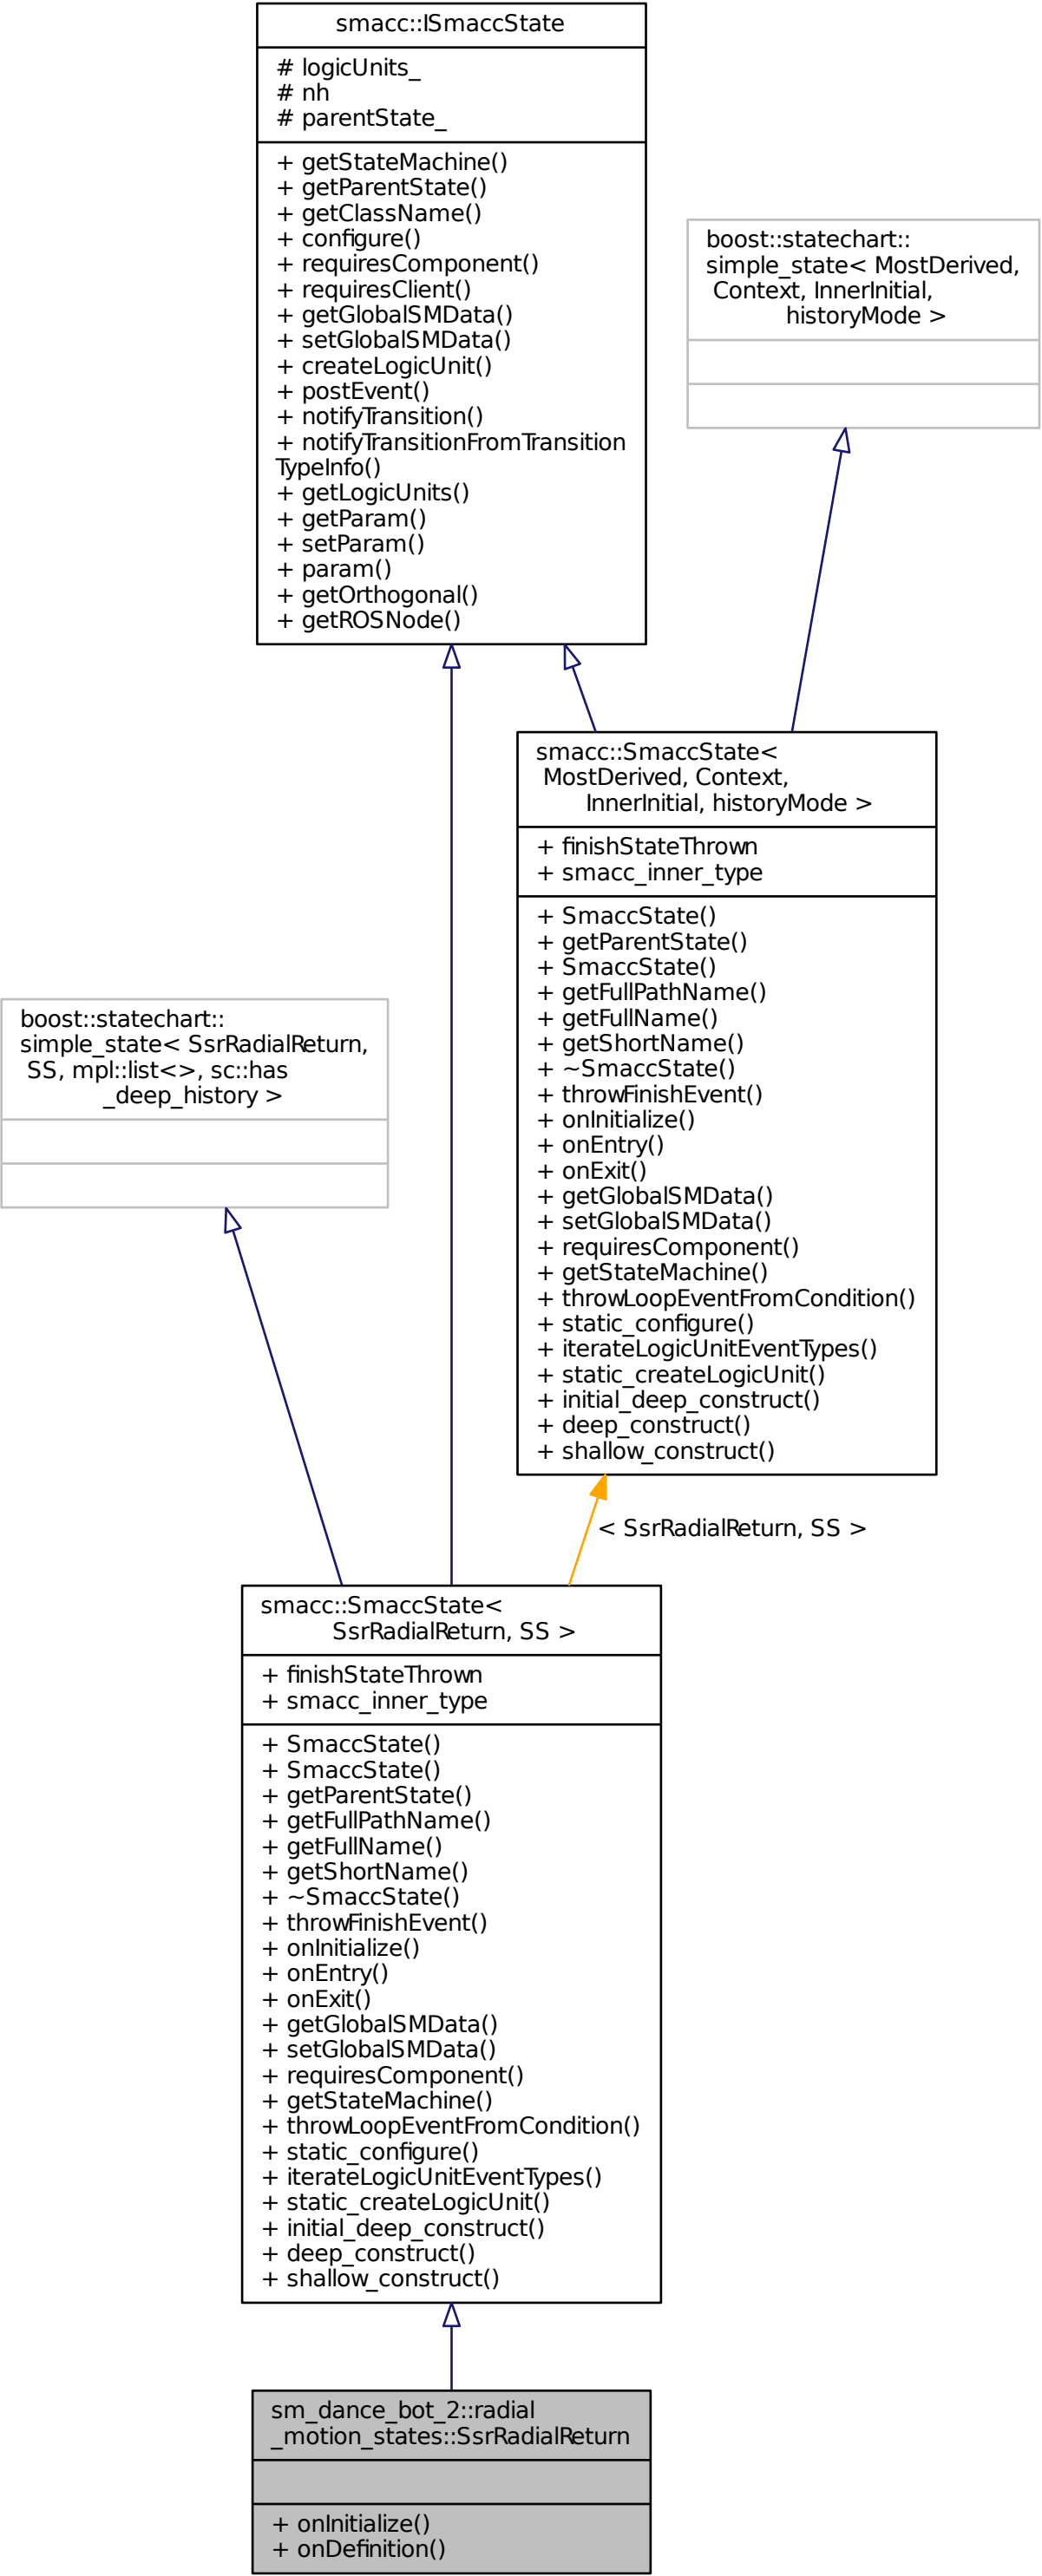 smacc::ISmaccState
# logicUnits_
# nh
# parentState_
+ getStateMachine()
+ getParentState()
+ getClassName()
+ configure()
+ requiresComponent()
+ requiresClient()
+ getGlobalSMData()
+ setGlobalSMData()
+ createLogicUnit()
+ postEvent()
+ notifyTransition()
+ notifyTransitionFromTransition
TypeInfo()
+ getLogicUnits()
+ getParam()
+ setParam()
+ param()
+ getOrthogonal()
+ getROSNode()
boost::statechart::
simple_state< MostDerived,
Context, InnerInitial,
historyMode >
smacc::SmaccState<
MostDerived, Context,
InnerInitial, historyMode >
+ finishStateThrown
+ smacc_inner_type
+ SmaccState()
+ getParentState()
+ SmaccState()
+ getFullPathName()
+ getFullName()
+ getShortName()
+ ~SmaccState()
+ throwFinishEvent()
+ onInitialize()
+ onEntry()
+ onExit()
+ getGlobalSMData()
+ setGlobalSMData()
+ requiresComponent()
+ getStateMachine()
+ throwLoopEventFromCondition()
+ static_configure()
+ iterateLogicUnitEventTypes()
+ static_createLogicUnit()
+ initial_deep_construct()
+ deep_construct()
+ shallow_construct()
boost::statechart::
simple_state< SsrRadialReturn,
SS, mpl::list<>, sc::has
_deep_history >
< SsrRadialReturn, SS >
smacc::SmaccState<
SsrRadialReturn, SS >
+ finishStateThrown
+ smacc_inner_type
+ SmaccState()
+ SmaccState()
+ getParentState()
+ getFullPathName()
+ getFullName()
+ getShortName()
+ ~SmaccState()
+ throwFinishEvent()
+ onInitialize()
+ onEntry()
+ onExit()
+ getGlobalSMData()
+ setGlobalSMData()
+ requiresComponent()
+ getStateMachine()
+ throwLoopEventFromCondition()
+ static_configure()
+ iterateLogicUnitEventTypes()
+ static_createLogicUnit()
+ initial_deep_construct()
+ deep_construct()
+ shallow_construct()
sm_dance_bot_2::radial
_motion_states::SsrRadialReturn
+ onInitialize()
+ onDefinition()